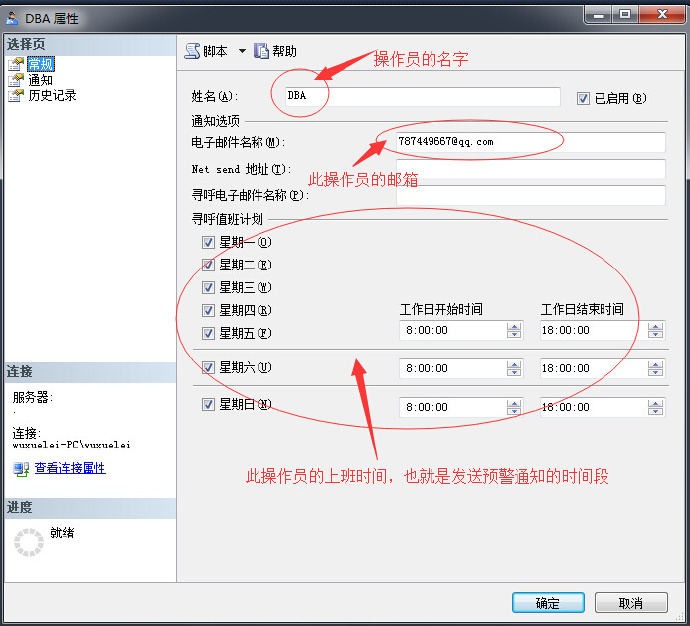 DBA 属性
选择页
常规
通知
历史记录
脚本
帮助
操作员的名字
姓名(A):
DBA
已启用(B)
通知选项
电子邮件名称(M):
787449667@qq.com
Net send 地址(T):
此操作员的邮箱
寻呼电子邮件名称(P):
寻呼值班计划
星期一(O)
星期二(E)
星期三(W)
星期四(R)
工作日开始时间
工作日结束时间
星期五(F)
8:00:00
18:00:00
星期六(U)
8:00:00
18:00:00
星期日(N)
8:00:00
18:00:00
此操作员的上班时间，也就是发送预警通知的时间段
连接
服务器:
.
连接:
wuxuelei-PC\wuxuelei
查看连接属性
进度
就绪
确定
取消